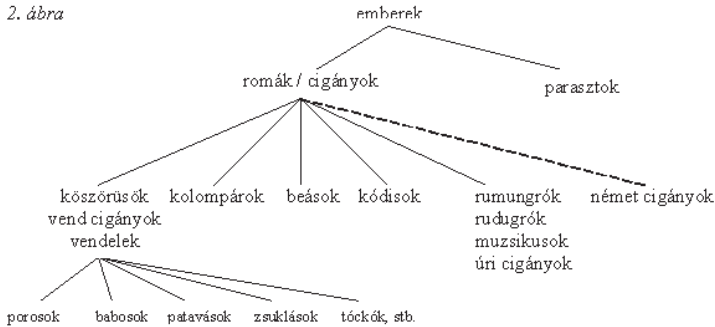 2. ábra
emberek
romák / cigányok
parasztok
köszörüsök kolompárok beások kódisok rumungrók német cigányok
vend cigányok rudugrók
vendelek muzsikusok
úri cigányok
porosok babosok patavások zsuklások tóckók, stb.